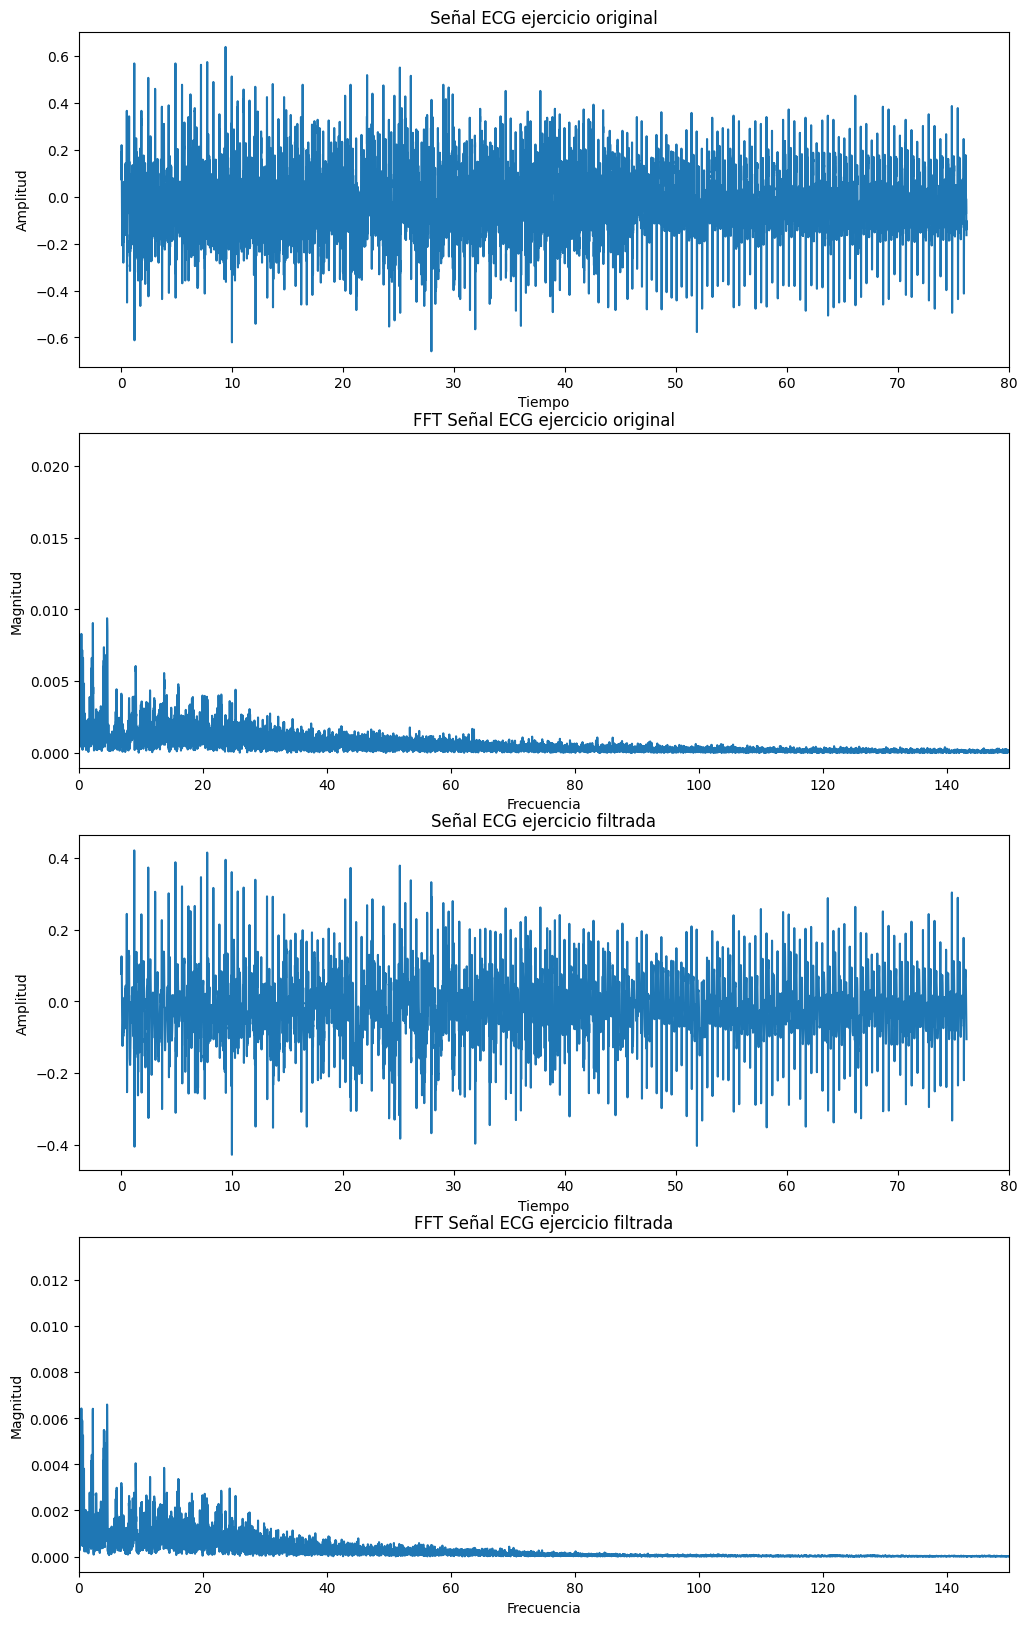 Señal ECG ejercicio original
0.6
0.4
0.2
0.0
−0.2
−0.4
−0.6
Amplitud
0 10 20 30 40 50 60 70 80
Tiempo
FFT Señal ECG ejercicio original
0.020
0.015
0.010
0.005
0.000
Magnitud
0 20 40 60 80 100 120 140
Frecuencia
Señal ECG ejercicio filtrada
0.4
0.2
0.0
−0.2
−0.4
Amplitud
0 10 20 30 40 50 60 70 80
Tiempo
FFT Señal ECG ejercicio filtrada
0.012
0.010
0.008
0.006
0.004
0.002
0.000
Magnitud
0 20 40 60 80 100 120 140
Frecuencia